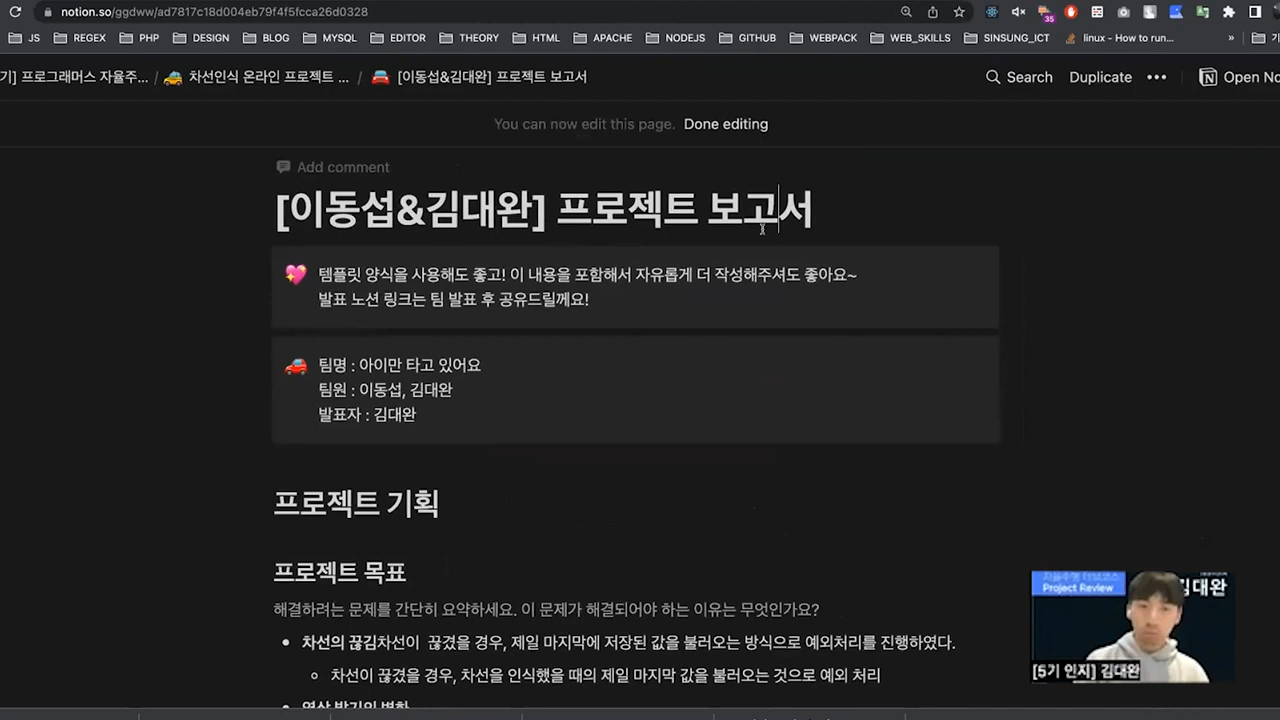 notion.so/ggdww/ad7817c18d004eb79f4f5fcca26d0328
35
JS REGEX PHP DESIGN BLOG MYSQL EDITOR THEORY HTML APACHE NODEJS GITHUB WEBPACK WEB_SKILLS SINSUNG_ICT linux - How to run... »
기] 프로그래머스 자율주... / 차선인식 온라인 프로젝트 ... / [이동섭&김대완] 프로젝트 보고서 Search Duplicate ••• Open No
You can now edit this page. Done editing
Add comment
[이동섭&김대완] 프로젝트 보고서
템플릿 양식을 사용해도 좋고! 이 내용을 포함해서 자유롭게 더 작성해주셔도 좋아요~
발표 노션 링크는 팀 발표 후 공유드릴께요!
팀명 : 아이만 타고 있어요
팀원 : 이동섭, 김대완
발표자 : 김대완
프로젝트 기획
프로젝트 목표
해결하려는 문제를 간단히 요약하세요. 이 문제가 해결되어야 하는 이유는 무엇인가요?
차선의 끊김차선이 끊겼을 경우, 제일 마지막에 저장된 값을 불러오는 방식으로 예외처리를 진행하였다.
차선이 끊겼을 경우, 차선을 인식했을 때의 제일 마지막 값을 불러오는 것으로 예외 처리
영상 밝기의 변화
Project Review
김대완
[5기 인지] 김대완